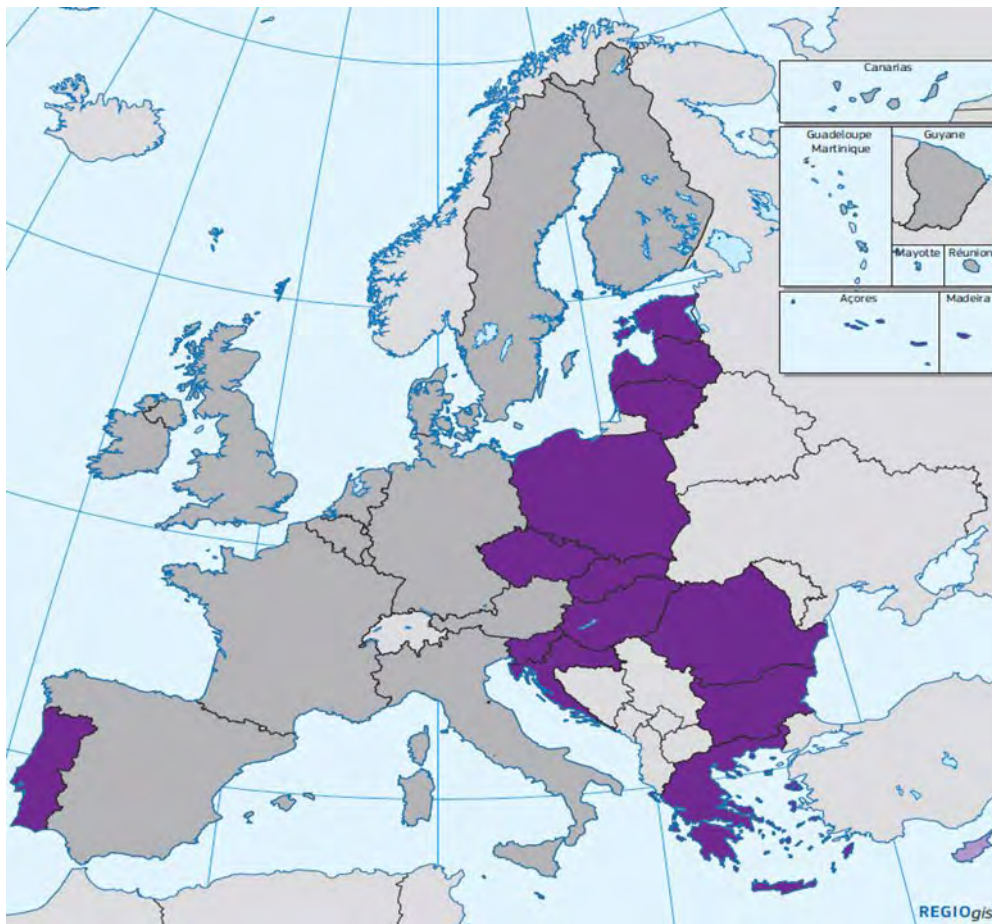 Canarias
Guadeloupe
Martinique
Guyane
Mayotte
Réunion
Açores
Madeira
REGIOgis